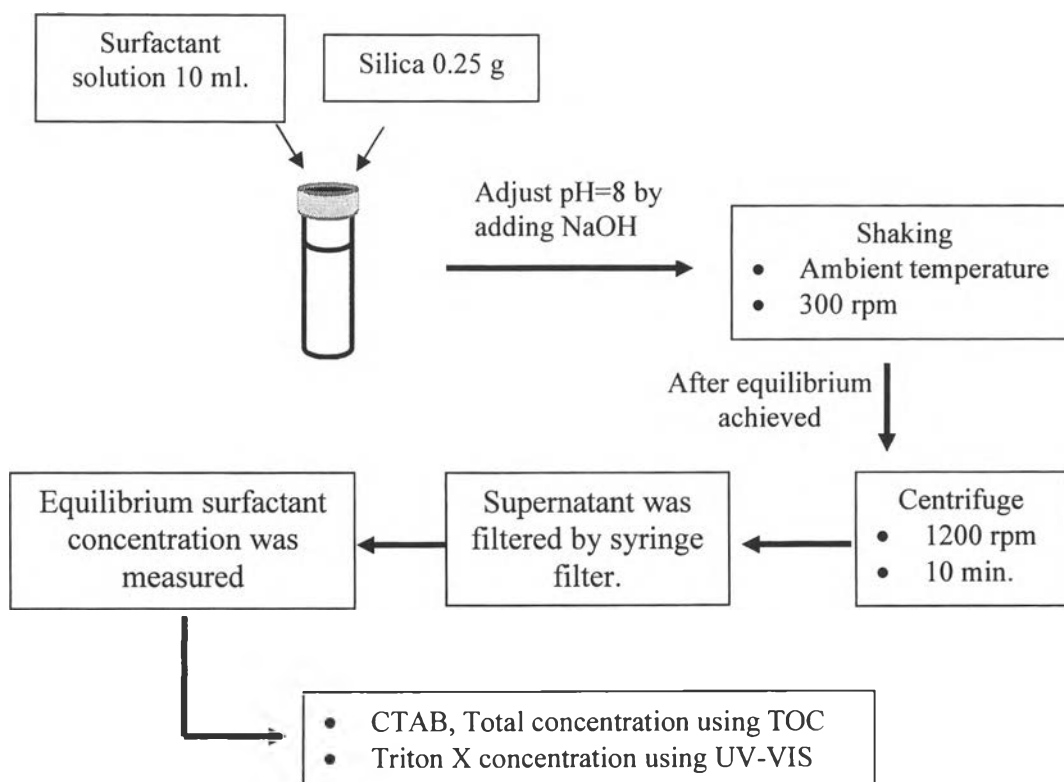 Surfactant
solution 10 ml.
Silica 0.25 g
Adjust pH=8 by
adding NaOH
Shaking
• Ambient temperature
• 300 rpm
After equilibrium
achieved
Centrifuge
• 1200 rpm
• 10 min.
Supernatant was
filtered by syringe
filter.
Equilibrium surfactant
concentration was
measured
• CTAB, Total concentration using TOC
• Triton X concentration using UV-VIS